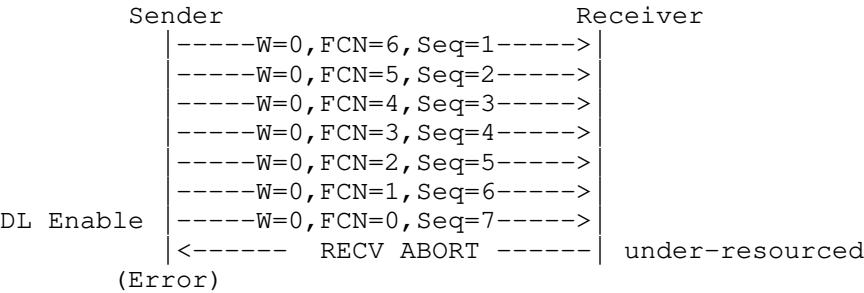 Sender                        Receiver
|-----W=0,FCN=6,Seq=1----->|
|-----W=0,FCN=5,Seq=2----->|
|-----W=0,FCN=4,Seq=3----->|
|-----W=0,FCN=3,Seq=4----->|
|-----W=0,FCN=2,Seq=5----->|
|-----W=0,FCN=1,Seq=6----->|
DL Enable |-----W=0,FCN=0,Seq=7----->|
|<------  RECV ABORT ------| under-resourced
(Error)